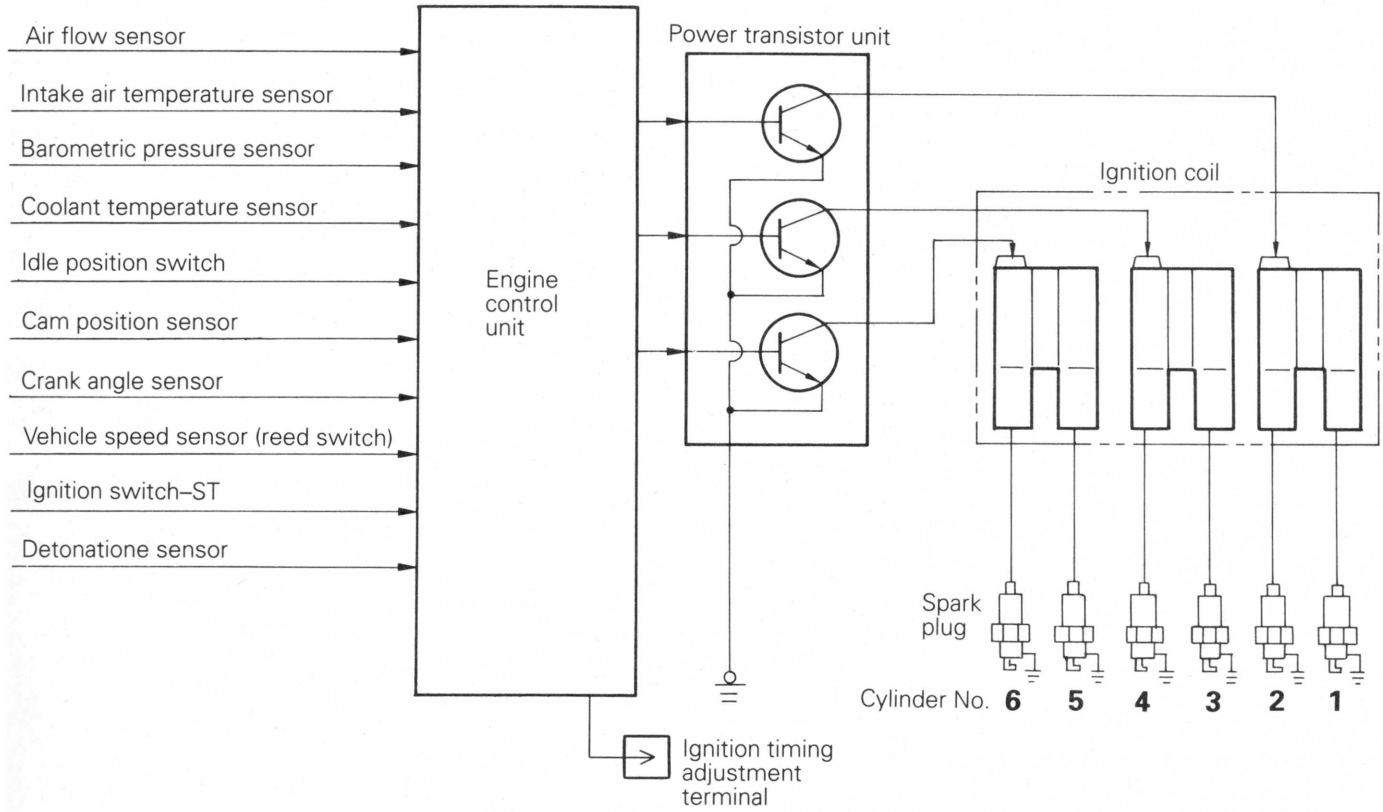 Air flow sensor
Intake air temperature sensor
Barometric pressure sensor
Coolant temperature sensor
Idle position switch
Cam position sensor
Crank angle sensor
Vehicle speed sensor (reed switch)
Ignition switch–ST
Detonatione sensor
Engine
control
unit
Power transistor unit
Ignition coil
Spark
plug
Cylinder No. 6 5 4 3 2 1
Ignition timing
adjustment
terminal